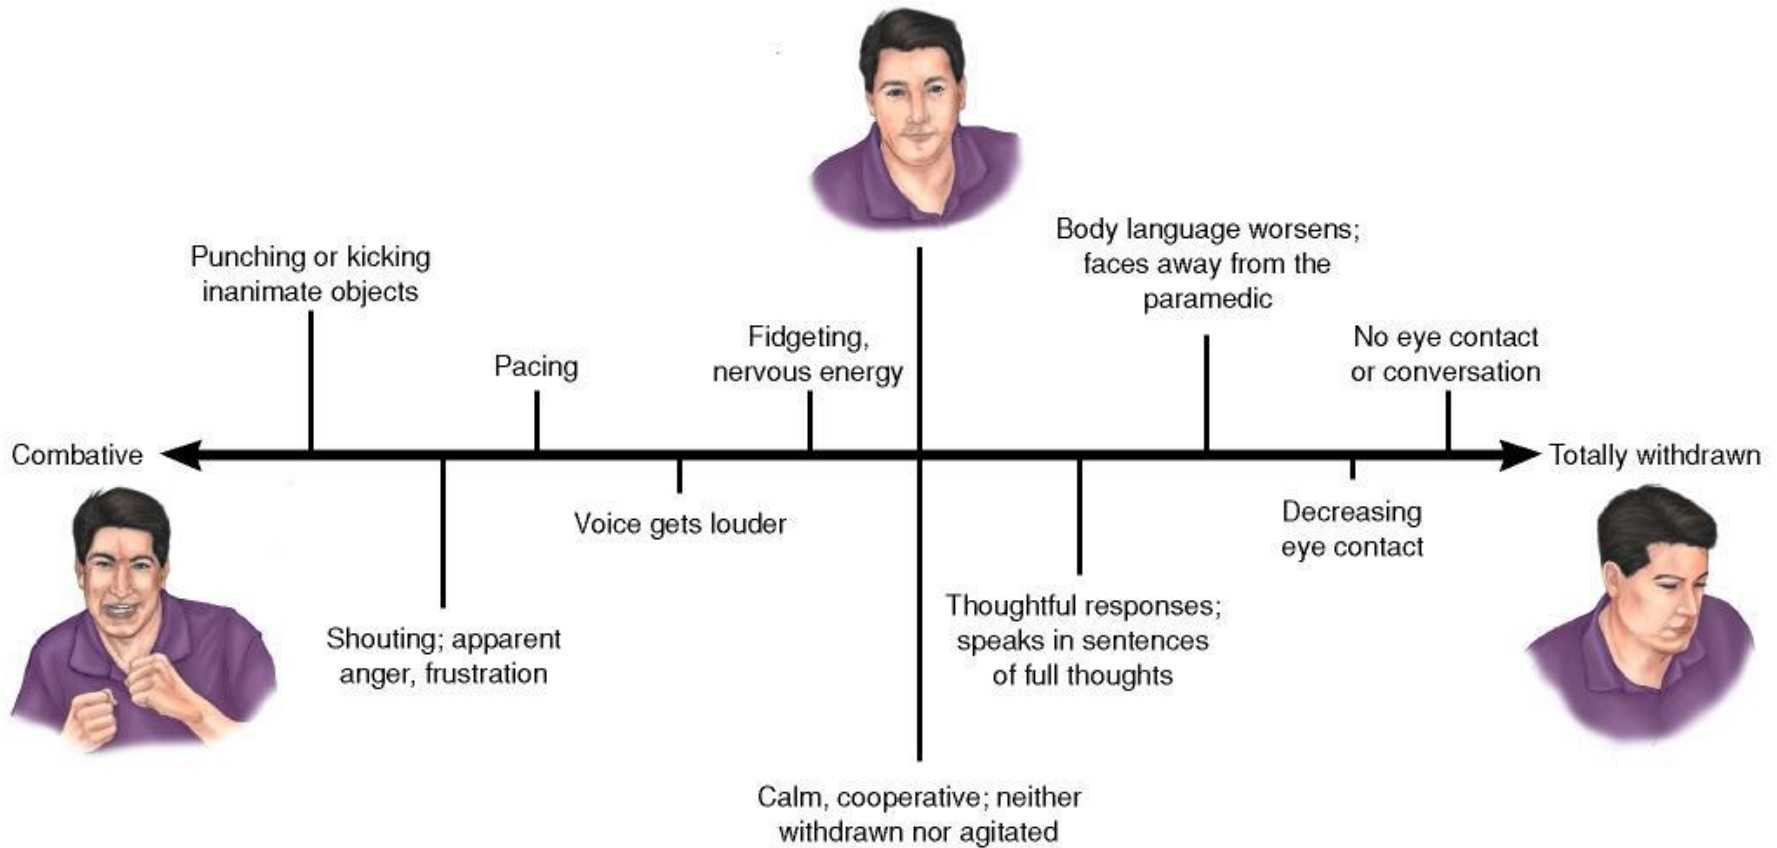 Body language worsens;
faces away from the
paramedic
Punching or kicking
inanimate objects
Fidgeting,
nervous energy
No eye contact
or conversation
Pacing
Combative
Totally withdrawn
Voice gets louder
Decreasing
eye contact
Thoughtful responses;
speaks in sentences
of full thoughts
Shouting; apparent
anger, frustration
Calm, cooperative; neither
withdrawn nor agitated